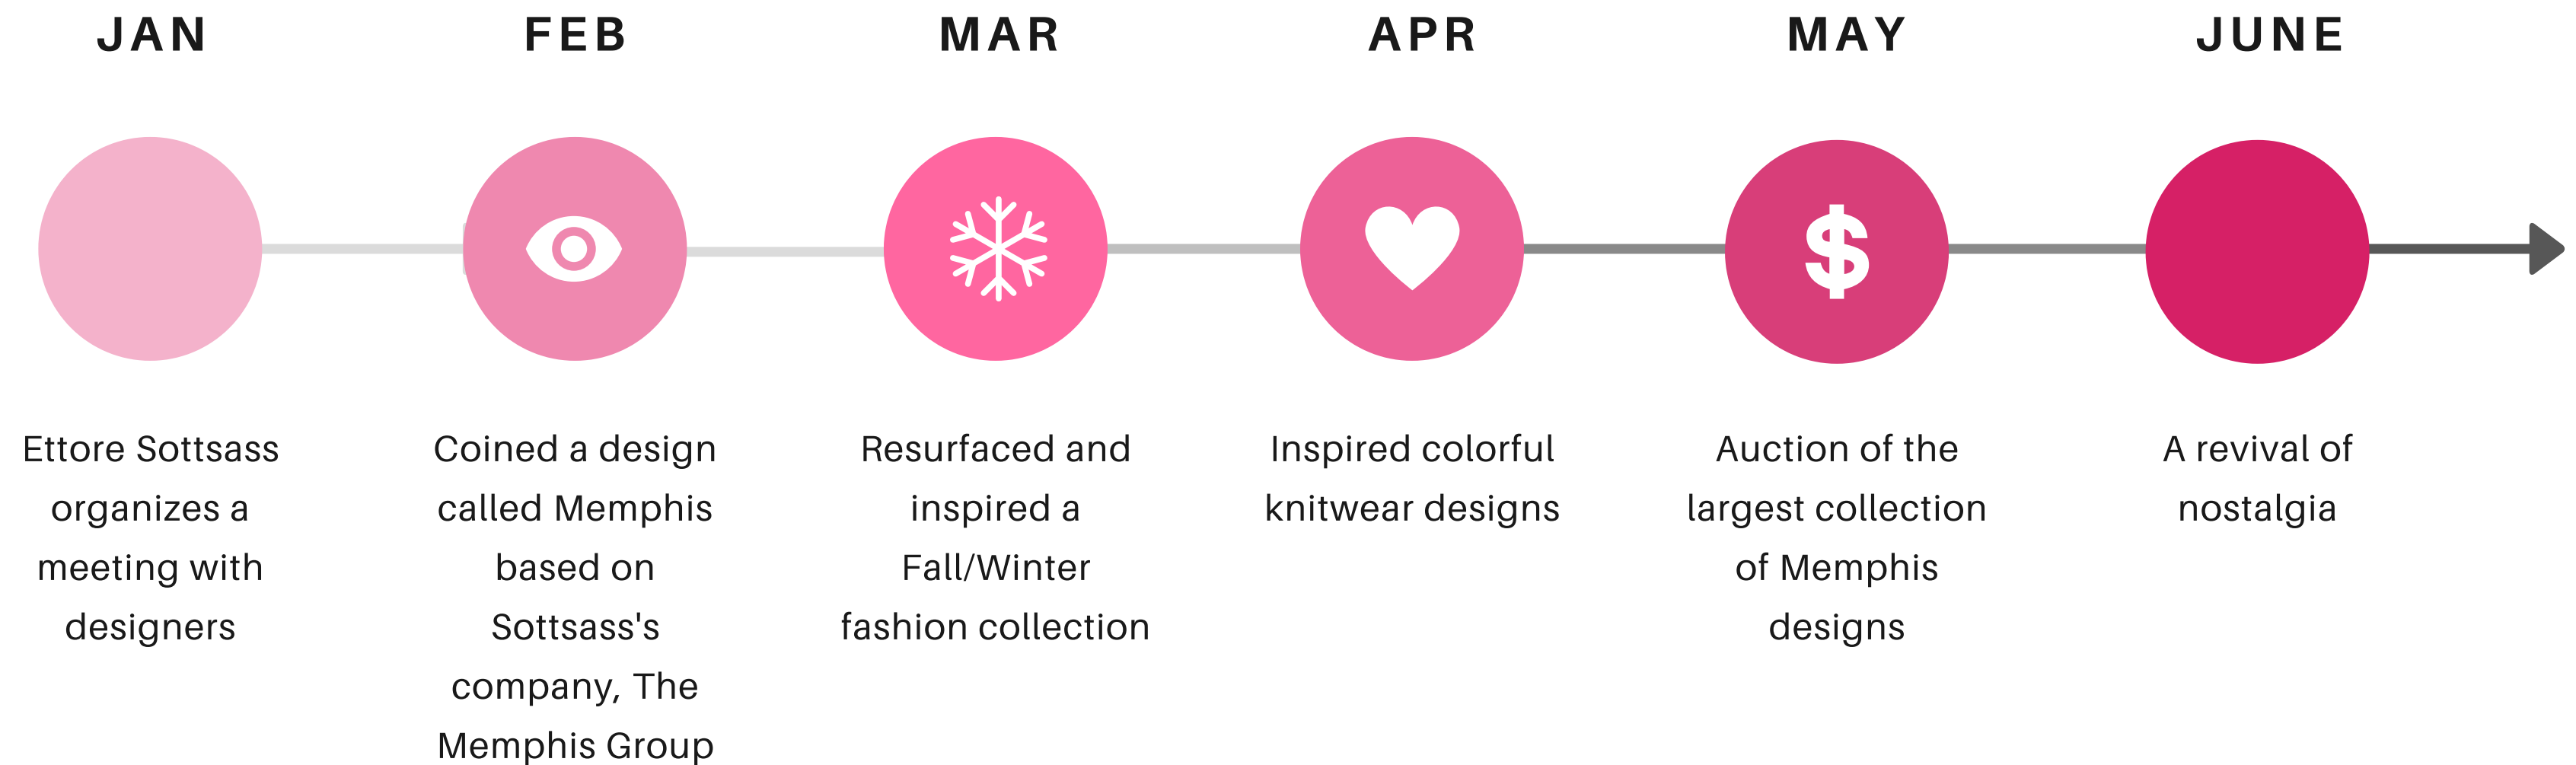 JAN
FEB
MAR
APR
MAY
JUNE
Ettore Sottsass
organizes a
meeting with
designers
Coined a design
called Memphis
based on
Sottsass's
company, The
Memphis Group
Resurfaced and
inspired a
Fall/Winter
fashion collection
Inspired colorful
knitwear designs
Auction of the
largest collection
of Memphis
designs
A revival of
nostalgia